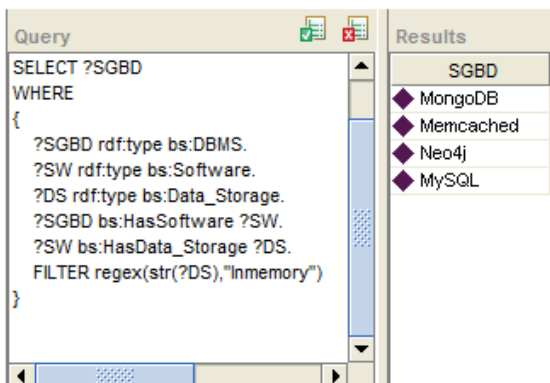 Query
SELECT ?SGBD
WHERE
{
?SGBD rdf:type bs:DBMS.
?SW rdf:type bs:Software.
?DS rdf:type bs:Data_Storage.
?SGBD bs:HasSoftware ?SW.
?SW bs:HasData_Storage ?DS.
FILTER regex(str(?DS),"Inmemory")
}
Results
SGBD
MongoDB
Memcached
Neo4j
MySQL